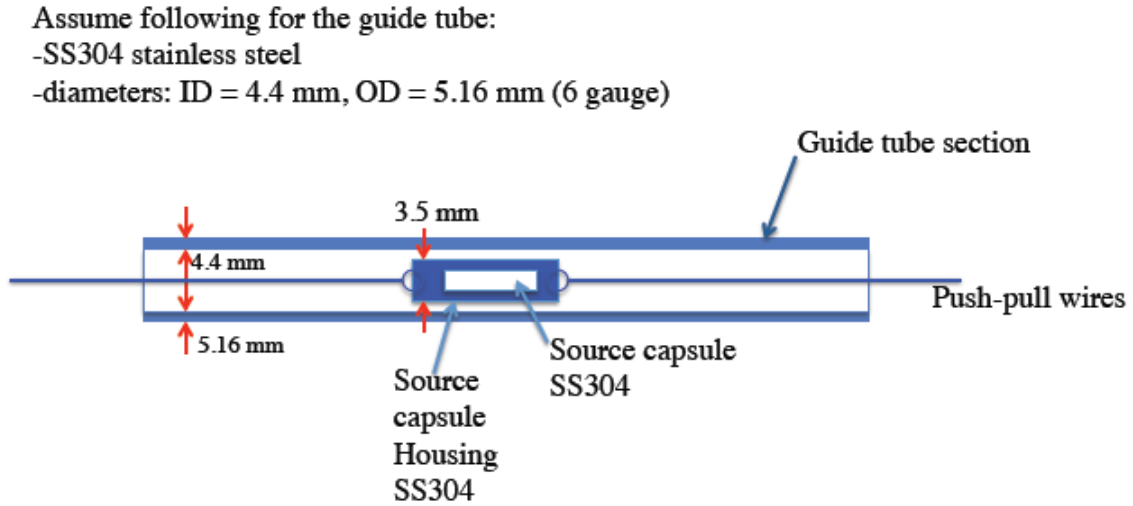 Assume following for the guide tube:
-SS304 stainless steel
-diameters: ID = 4.4 mm, OD = 5.16 mm (6 gauge)
Guide tube section
3.5 mm
4.4 mm
Push-pull wires
5.16 mm
Source capsule
SS304
Source
capsule
Housing
SS304